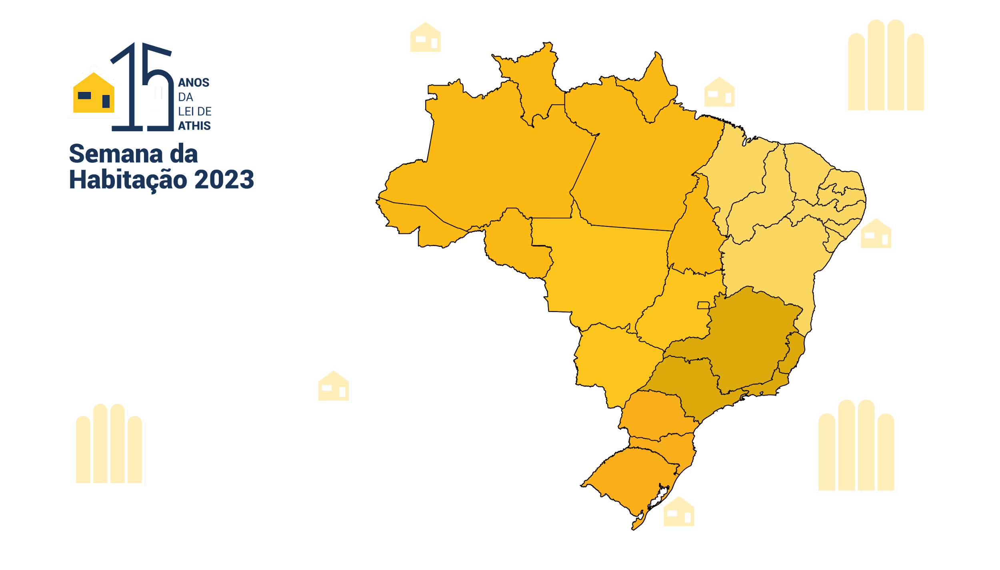 15
ANOS
DA
LEI DE
ATHIS
Semana da
Habitação 2023